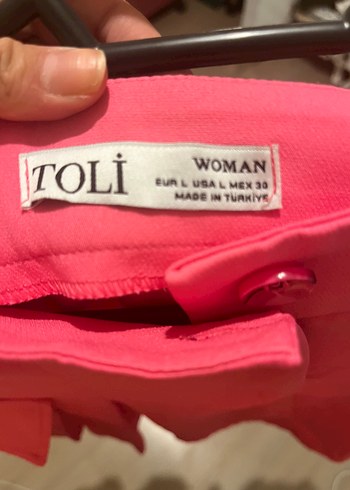 TOLİ
WOMAN
EUR L USA L MEX 30
MADE IN TÜRKİYE